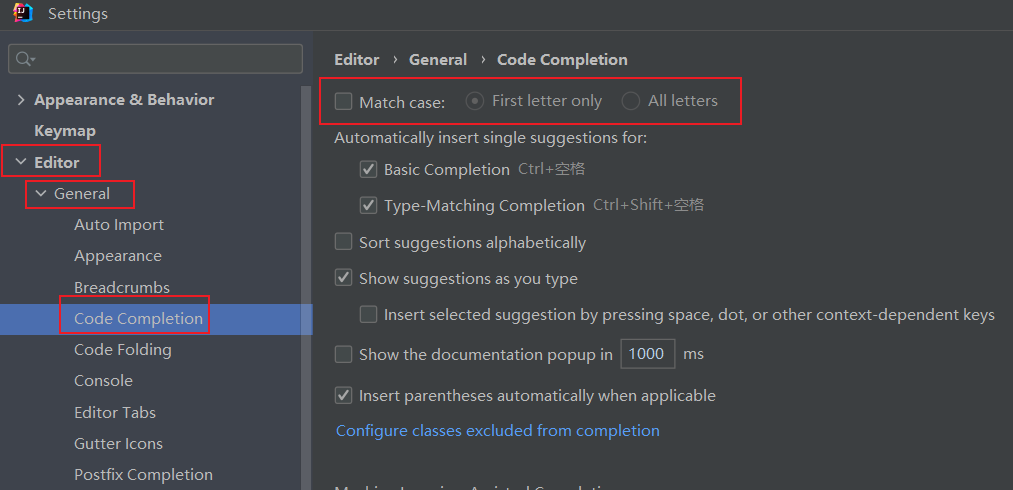 Settings
Appearance & Behavior
Keymap
Editor
General
Auto Import
Appearance
Breadcrumbs
Code Completion
Code Folding
Console
Editor Tabs
Gutter Icons
Postfix Completion
Editor › General › Code Completion
Match case: First letter only All letters
Automatically insert single suggestions for:
Basic Completion Ctrl+空格
Type-Matching Completion Ctrl+Shift+空格
Sort suggestions alphabetically
Show suggestions as you type
Insert selected suggestion by pressing space, dot, or other context-dependent keys
Show the documentation popup in 1000 ms
Insert parentheses automatically when applicable
Configure classes excluded from completion